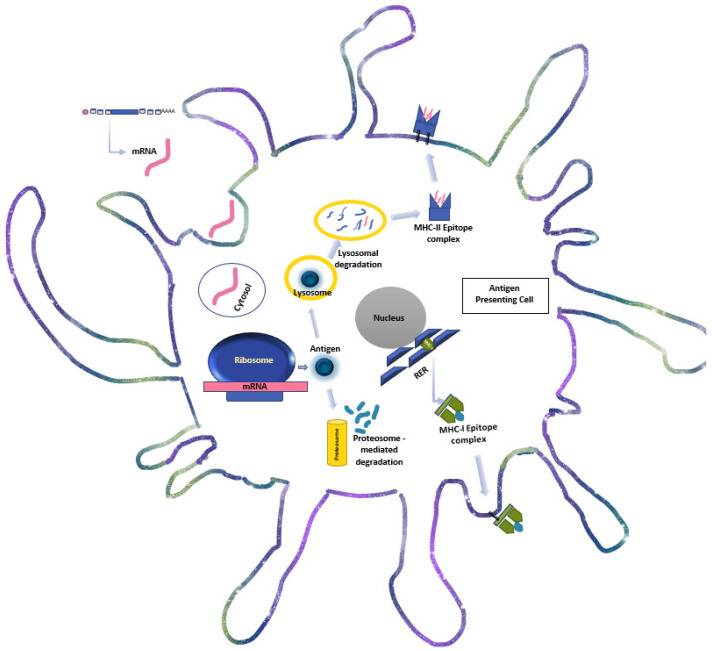 AAAA
mRNA
MHC-II Epitope
complex
Lysosomal
degradation
Lysosome
Cytosol
Antigen
Presenting Cell
Nucleus
Antigen
Ribosome
mRNA
RER
MHC-I Epitope
complex
Proteosome
Proteosome -
mediated
degradation